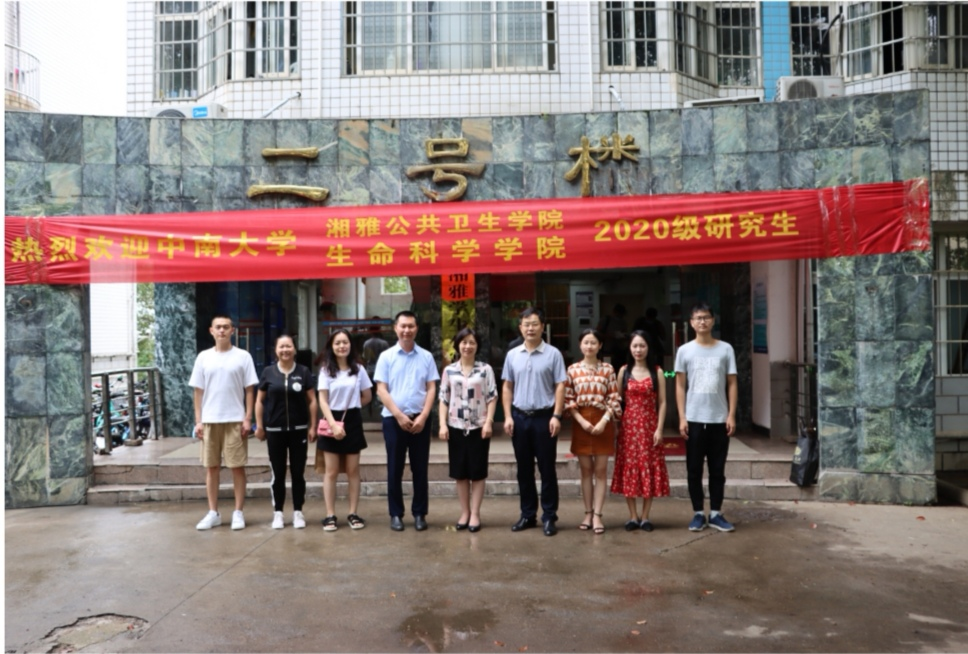 二号楼
热烈欢迎中南大学
湘雅公共卫生学院
生命科学学院
2020级研究生
湘雅